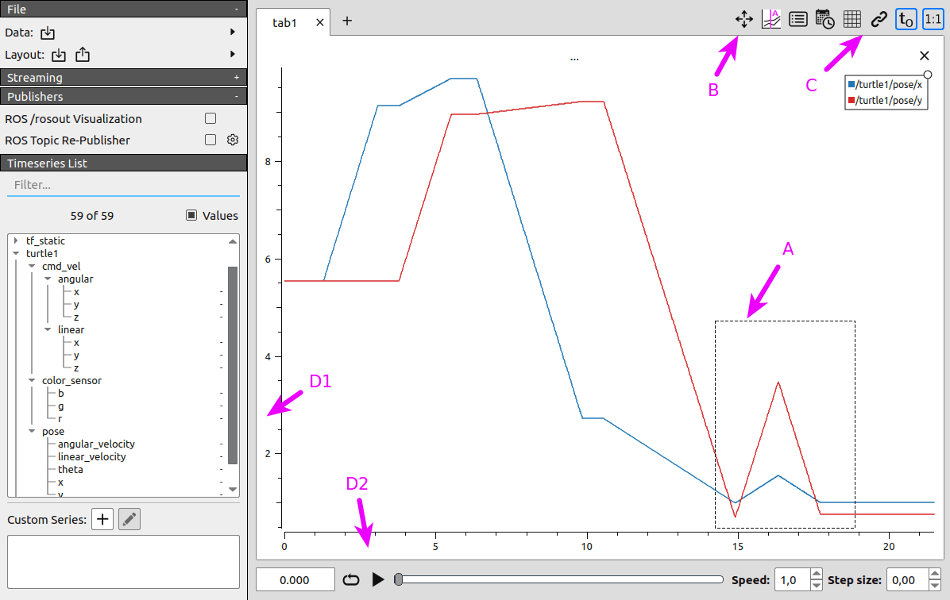 File -
Data:
Layout:
Streaming +
Publishers -
ROS /rosout Visualization
ROS Topic Re-Publisher
Timeseries List
Filter...
59 of 59 Values
tf_static
turtle1
cmd_vel
angular
x -
y -
z -
linear
x -
y -
z -
color_sensor
b -
g -
r -
pose
angular_velocity -
linear_velocity -
theta -
x -
y -
Custom Series: +
tab1 × +
A
t0
1:1
B
C
...
/turtle1/pose/x
/turtle1/pose/y
8
6
4
2
A
D1
D2
0 5 10 15 20
0.000 Speed: 1,0 Step size: 0,00